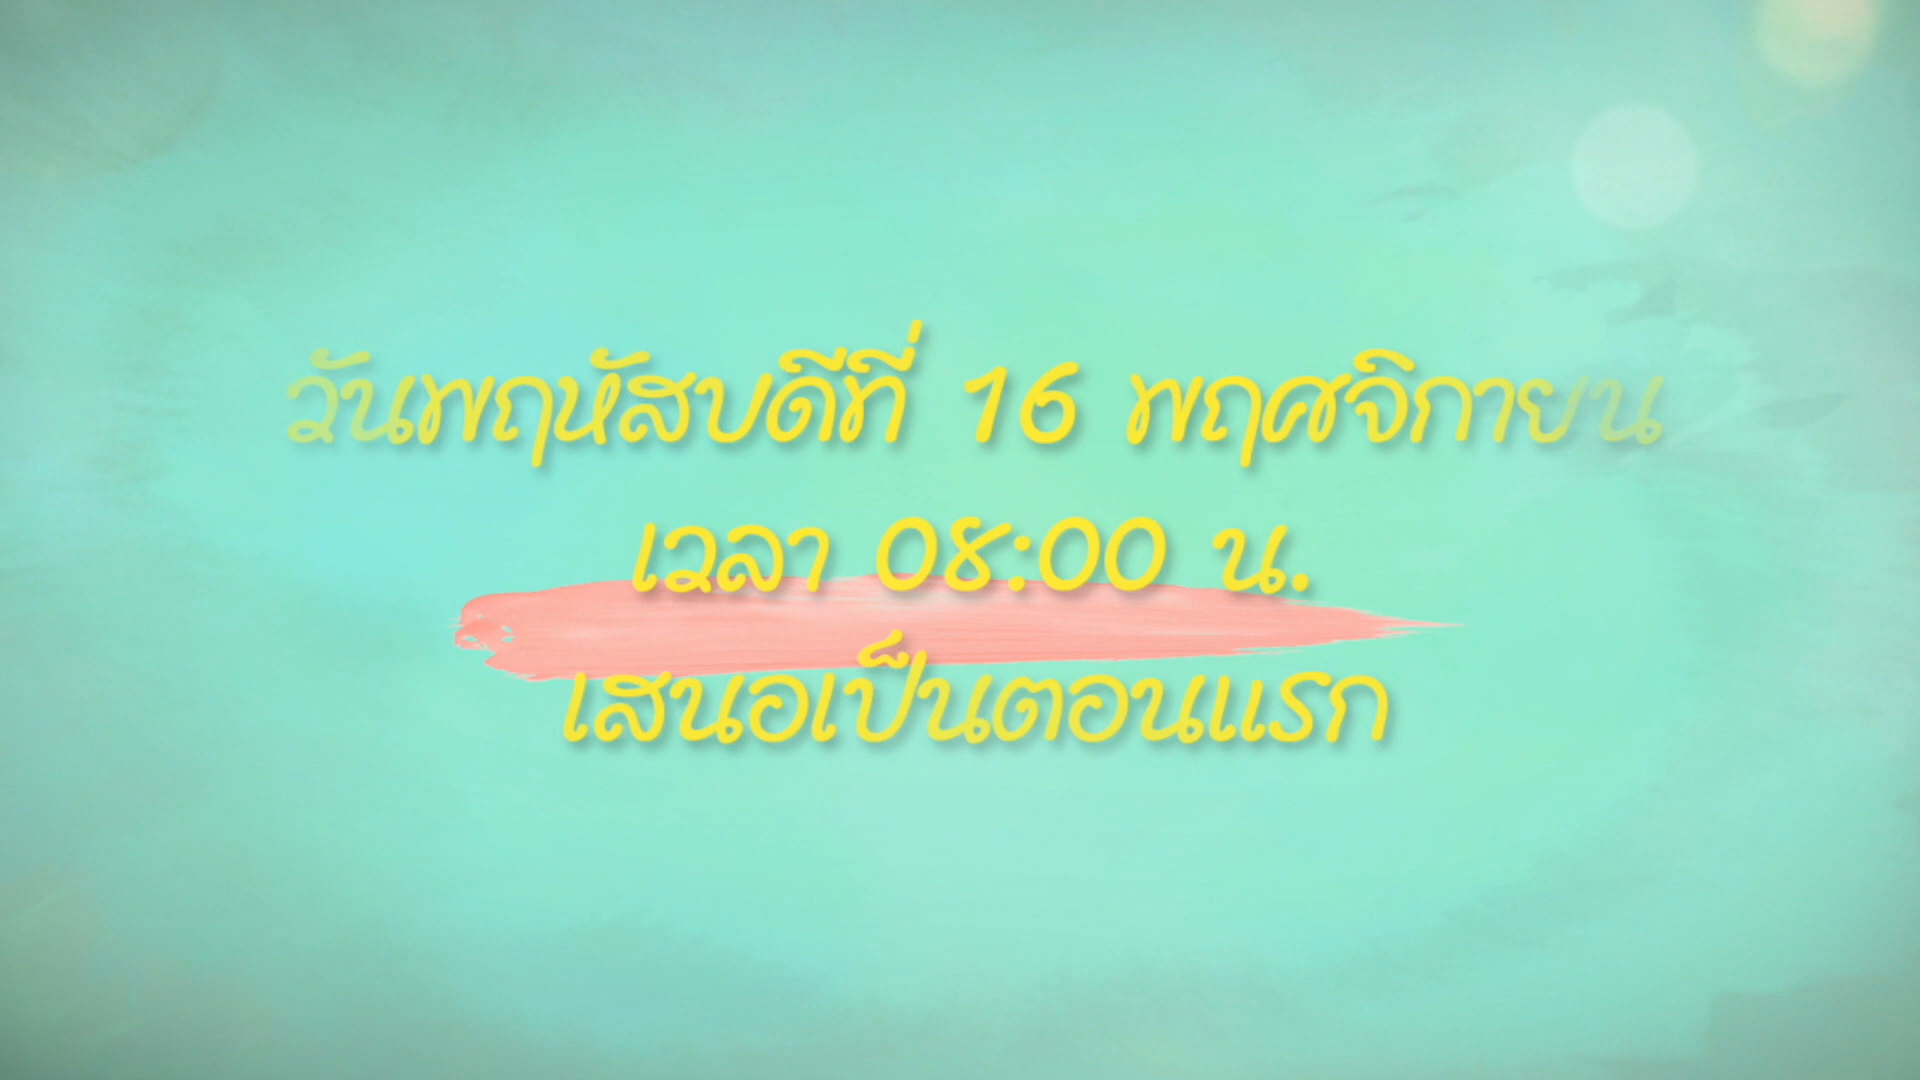 วันพฤหัสบดีที่ 16 พฤศจิกายน
เวลา 08:00 น.
เสนอเป็นตอนแรก